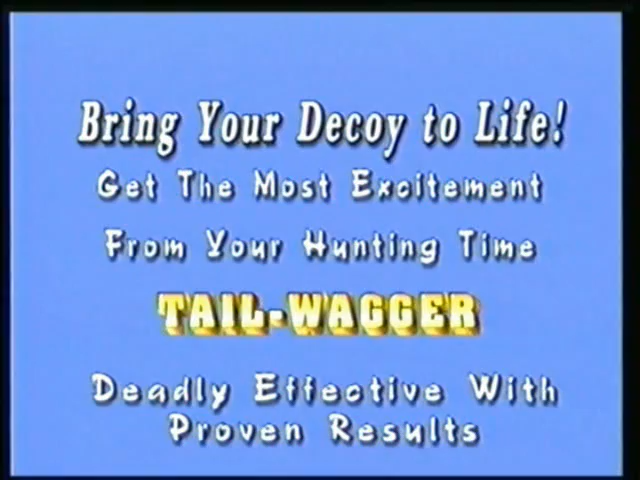 Bring Your Decoy to Life!
Get The Most Excitement
From Your Hunting Time
TAIL-WAGGER
Deadly Effective With
Proven Results